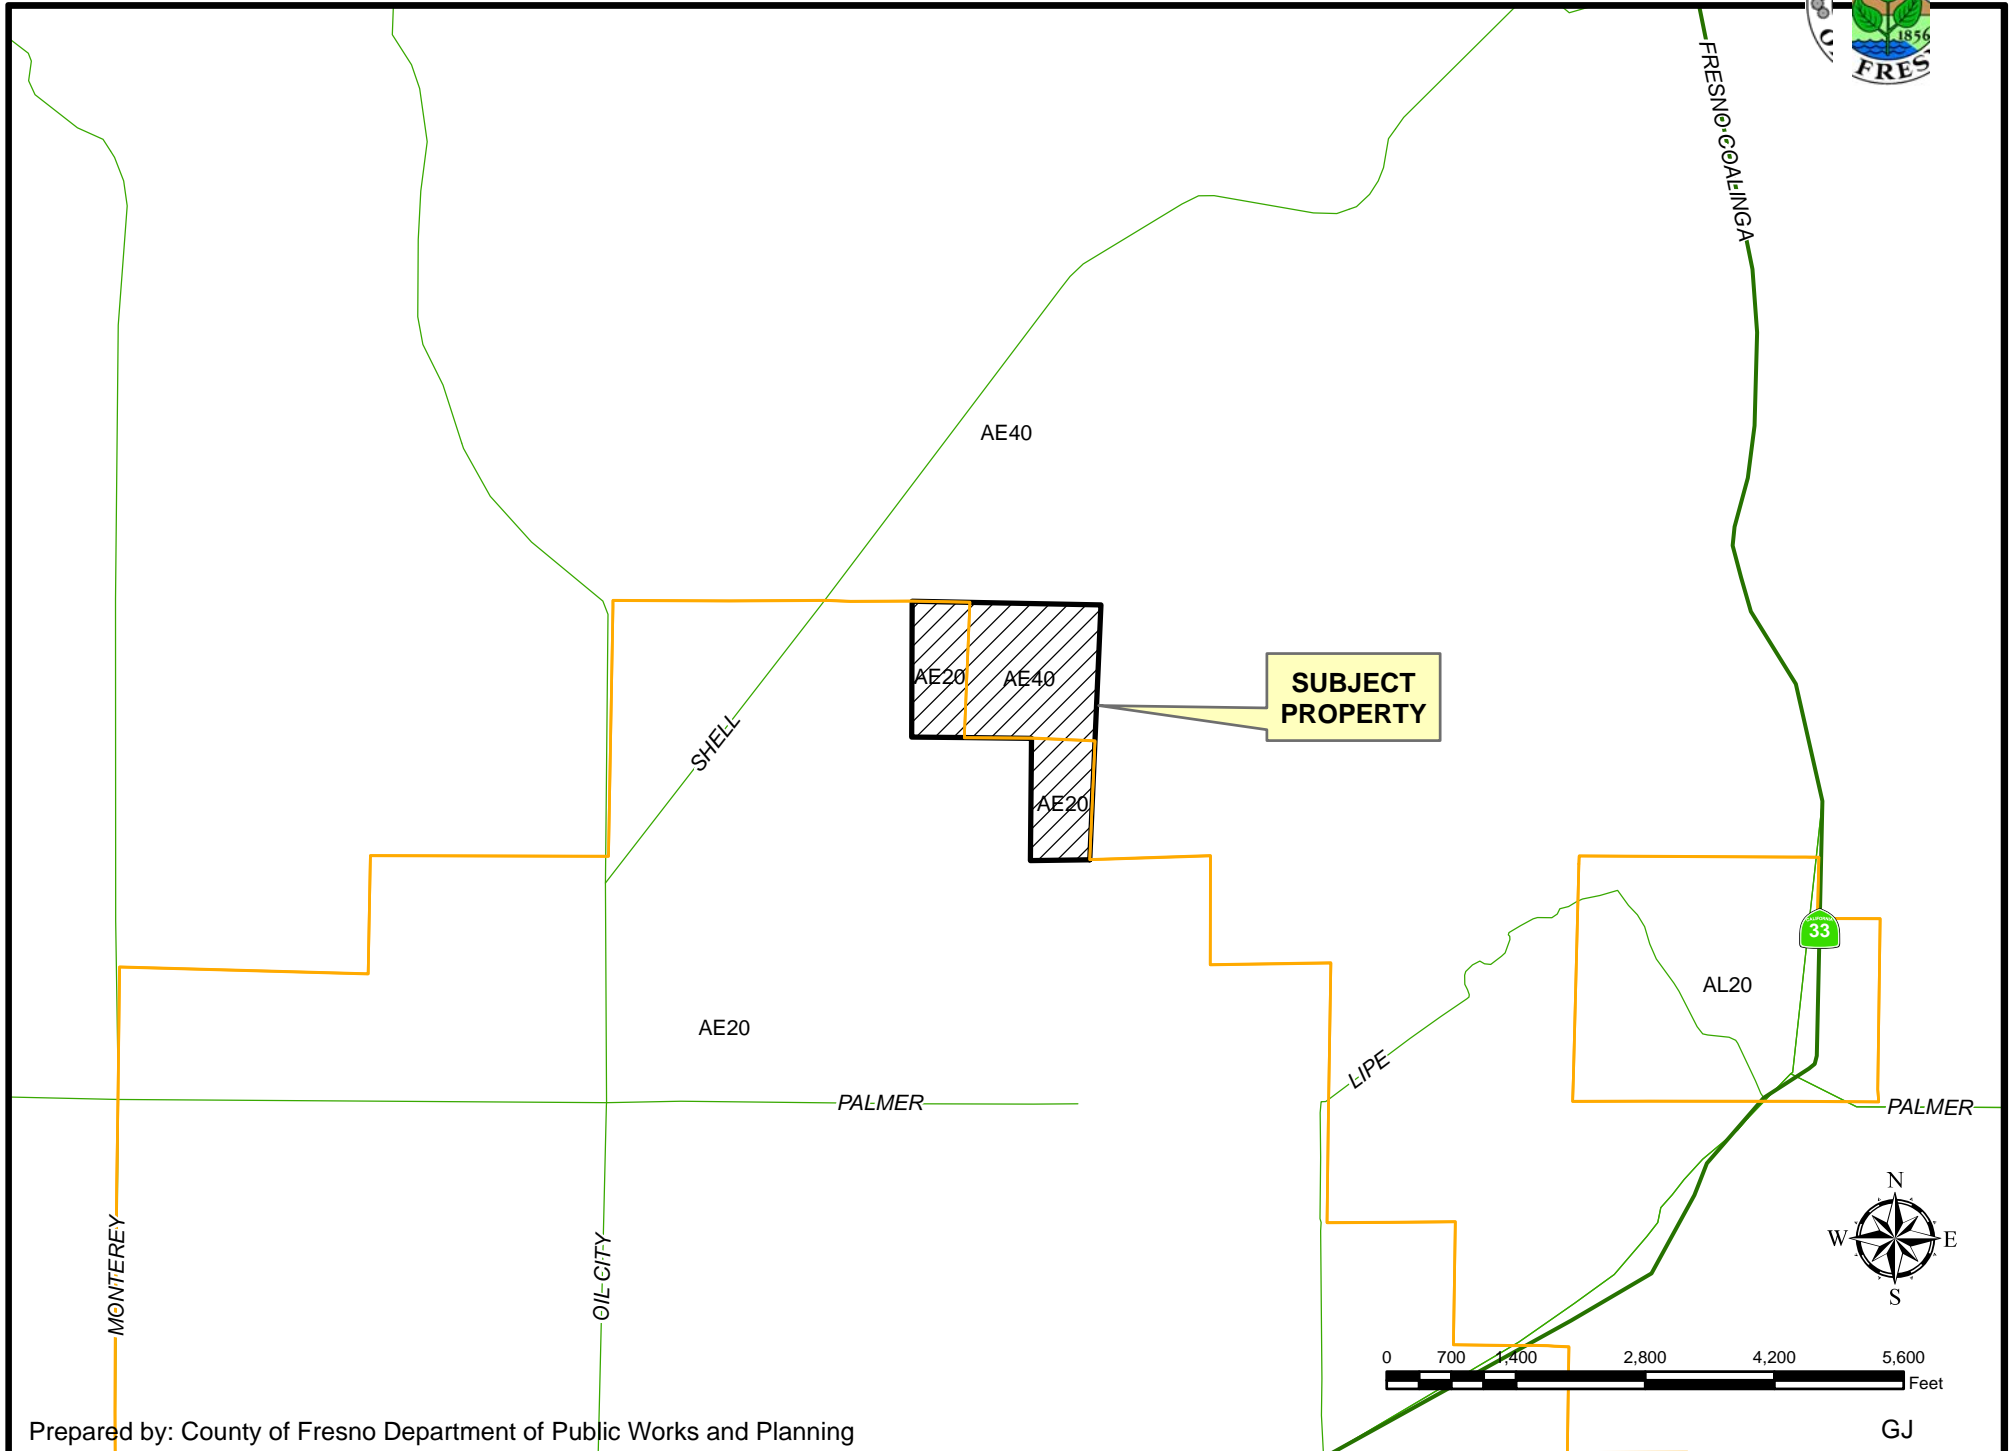 1856
FRES
FRESNO-COALINGA
AE40
AE20
AE40
SUBJECT
PROPERTY
SHELL
AE20
CALIFORNIA
33
AL20
AE20
LIPE
PALMER
PALMER
MONTEREY
OIL CITY
N
W
E
S
0 700 1,400 2,800 4,200 5,600
Feet
Prepared by: County of Fresno Department of Public Works and Planning
GJ